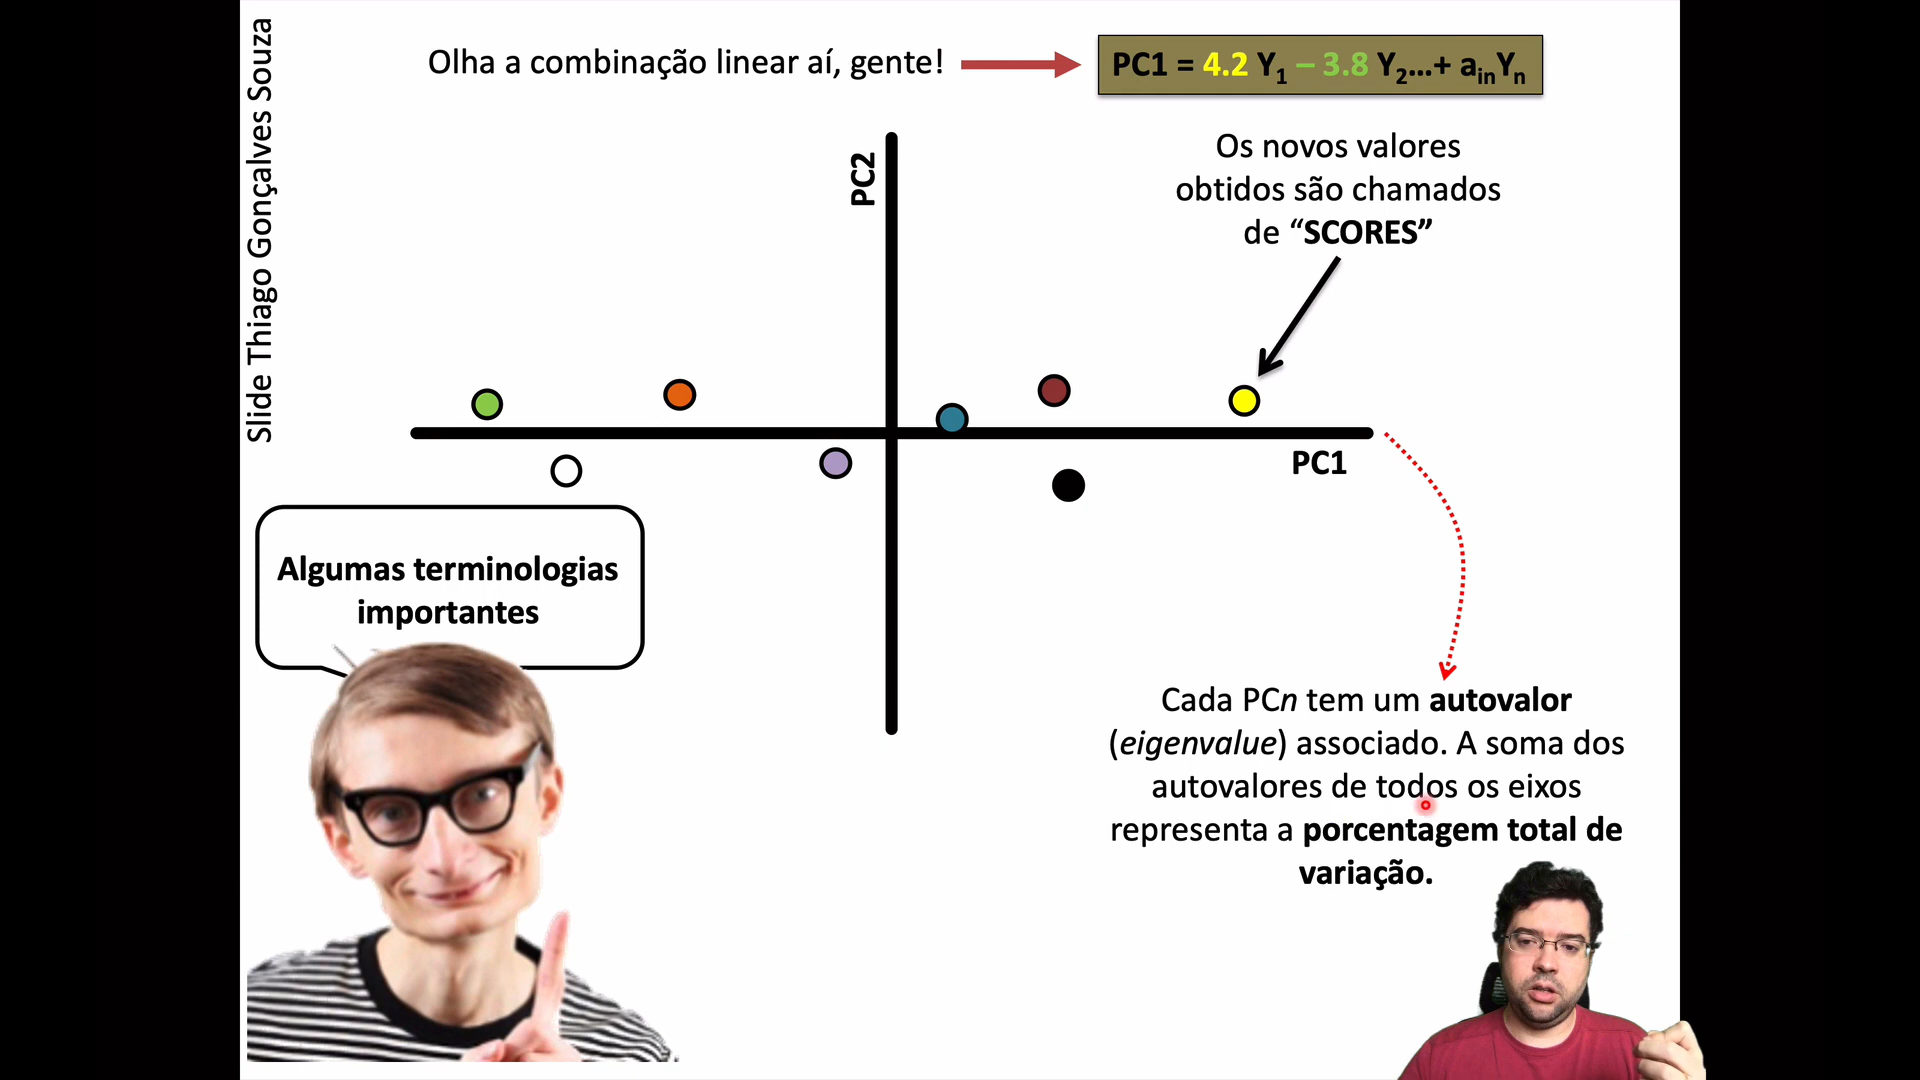 Slide Thiago Gonçalves Souza
Olha a combinação linear aí, gente!
PC1 = 4.2 Y1 – 3.8 Y2...+ ainYn
Os novos valores
obtidos são chamados
de “SCORES”
PC2
PC1
Algumas terminologias
importantes
Cada PCn tem um autovalor
(eigenvalue) associado. A soma dos
autovalores de todos os eixos
representa a porcentagem total de
variação.